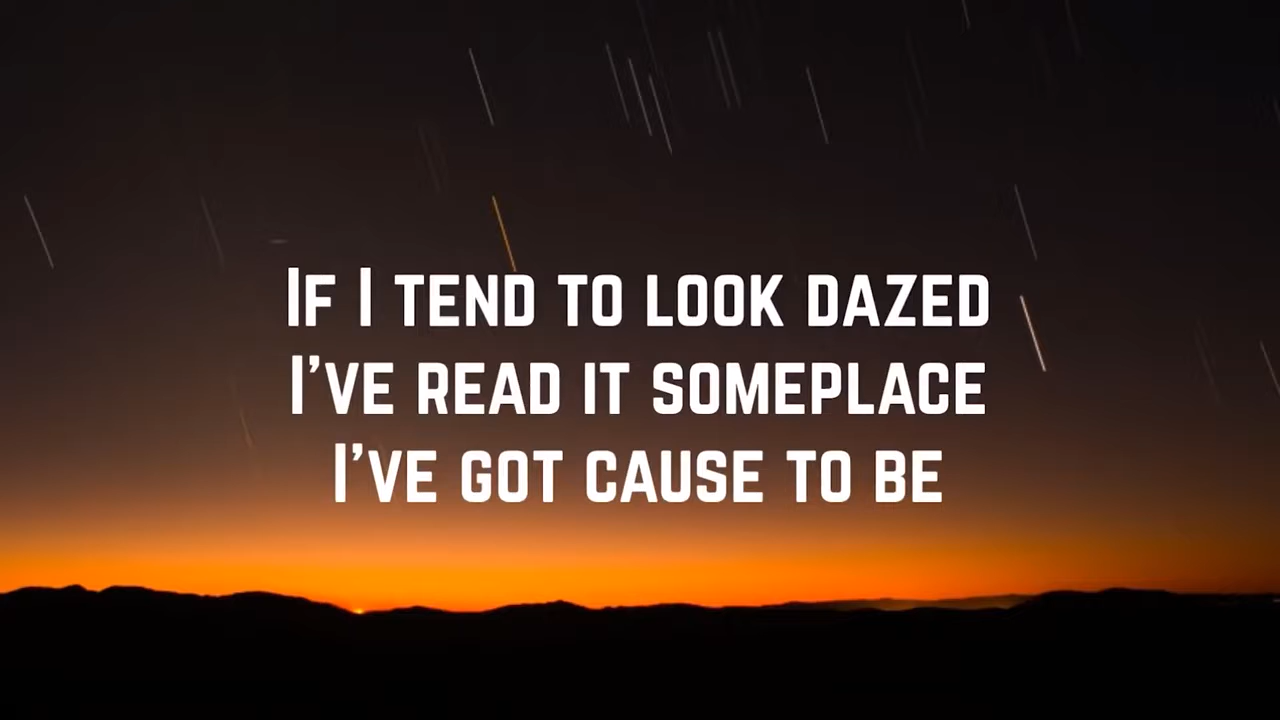 If I tend to look dazed
I've read it someplace
I've got cause to be